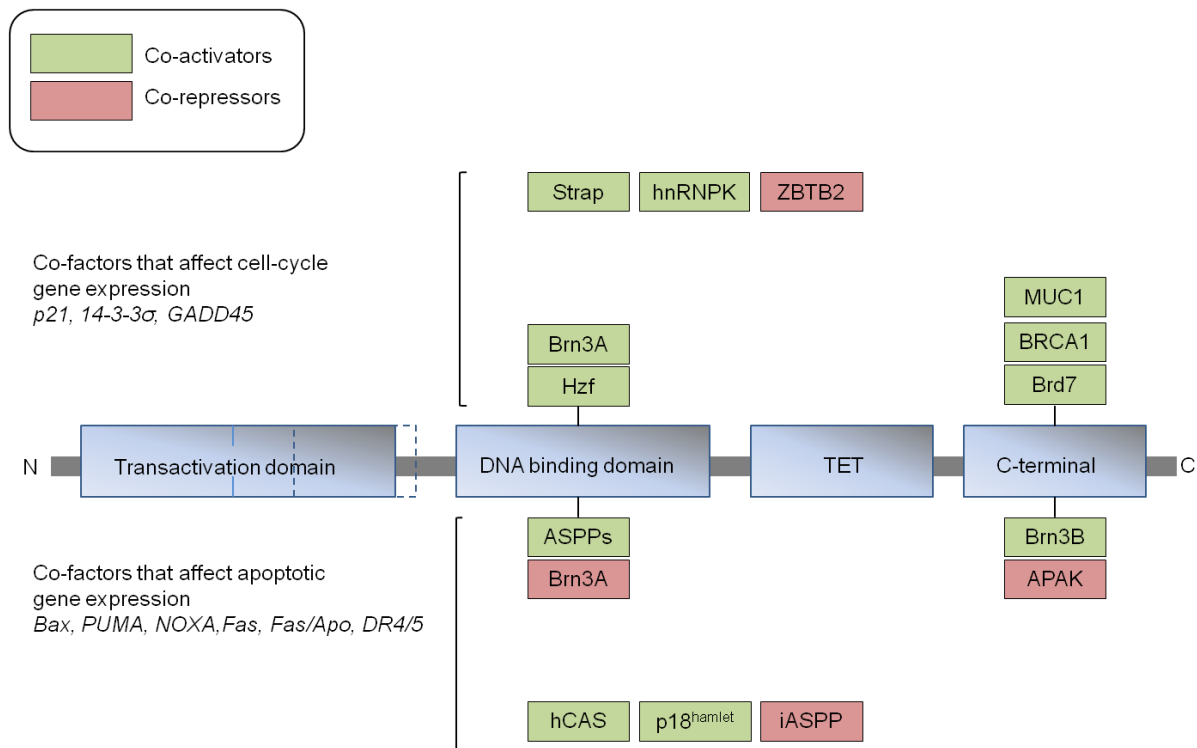 Co-activators
Co-repressors
Strap hnRNPK ZBTB2
Co-factors that affect cell-cycle
gene expression
p21, 14-3-3σ, GADD45
MUC1
Brn3A
BRCA1
Hzf
Brd7
N Transactivation domain DNA binding domain TET C-terminal C
ASPPs
Brn3B
Co-factors that affect apoptotic
gene expression
Bax, PUMA, NOXA,Fas, Fas/Apo, DR4/5
Brn3A
APAK
hCAS p18hamlet iASPP